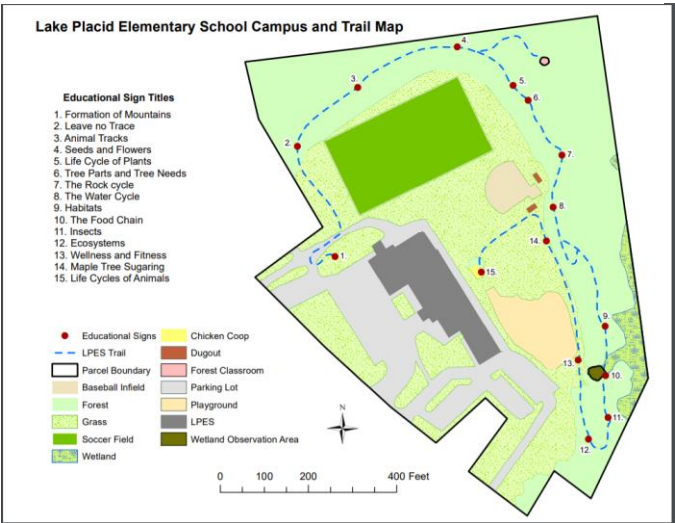 Lake Placid Elementary School Campus and Trail Map
Educational Sign Titles
1. Formation of Mountains
2. Leave no Trace
3. Animal Tracks
4. Seeds and Flowers
5. Life Cycle of Plants
6. Tree Parts and Tree Needs
7. The Rock cycle
8. The Water Cycle
9. Habitats
10. The Food Chain
11. Insects
12. Ecosystems
13. Wellness and Fitness
14. Maple Tree Sugaring
15. Life Cycles of Animals
Educational Signs
LPES Trail
Parcel Boundary
Baseball Infield
Forest
Grass
Soccer Field
Wetland
Chicken Coop
Dugout
Forest Classroom
Parking Lot
Playground
LPES
Wetland Observation Area
N
0 100 200 400 Feet
4.
3.
5.
6.
2.
7.
8.
14.
1.
15.
9.
13.
10.
11.
12.